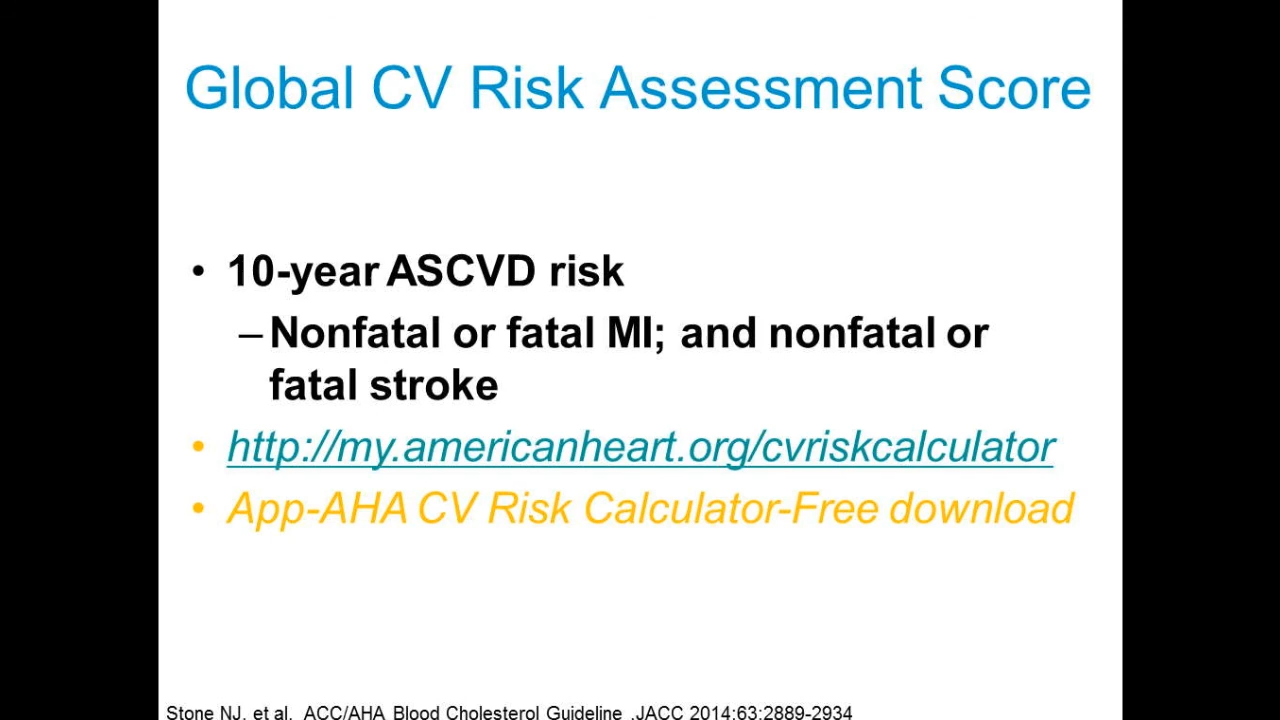 Global CV Risk Assessment Score
• 10-year ASCVD risk
– Nonfatal or fatal MI; and nonfatal or
fatal stroke
• http://my.americanheart.org/cvriskcalculator
• App-AHA CV Risk Calculator-Free download
Stone NJ, et al. ACC/AHA Blood Cholesterol Guideline .JACC 2014:63:2889-2934